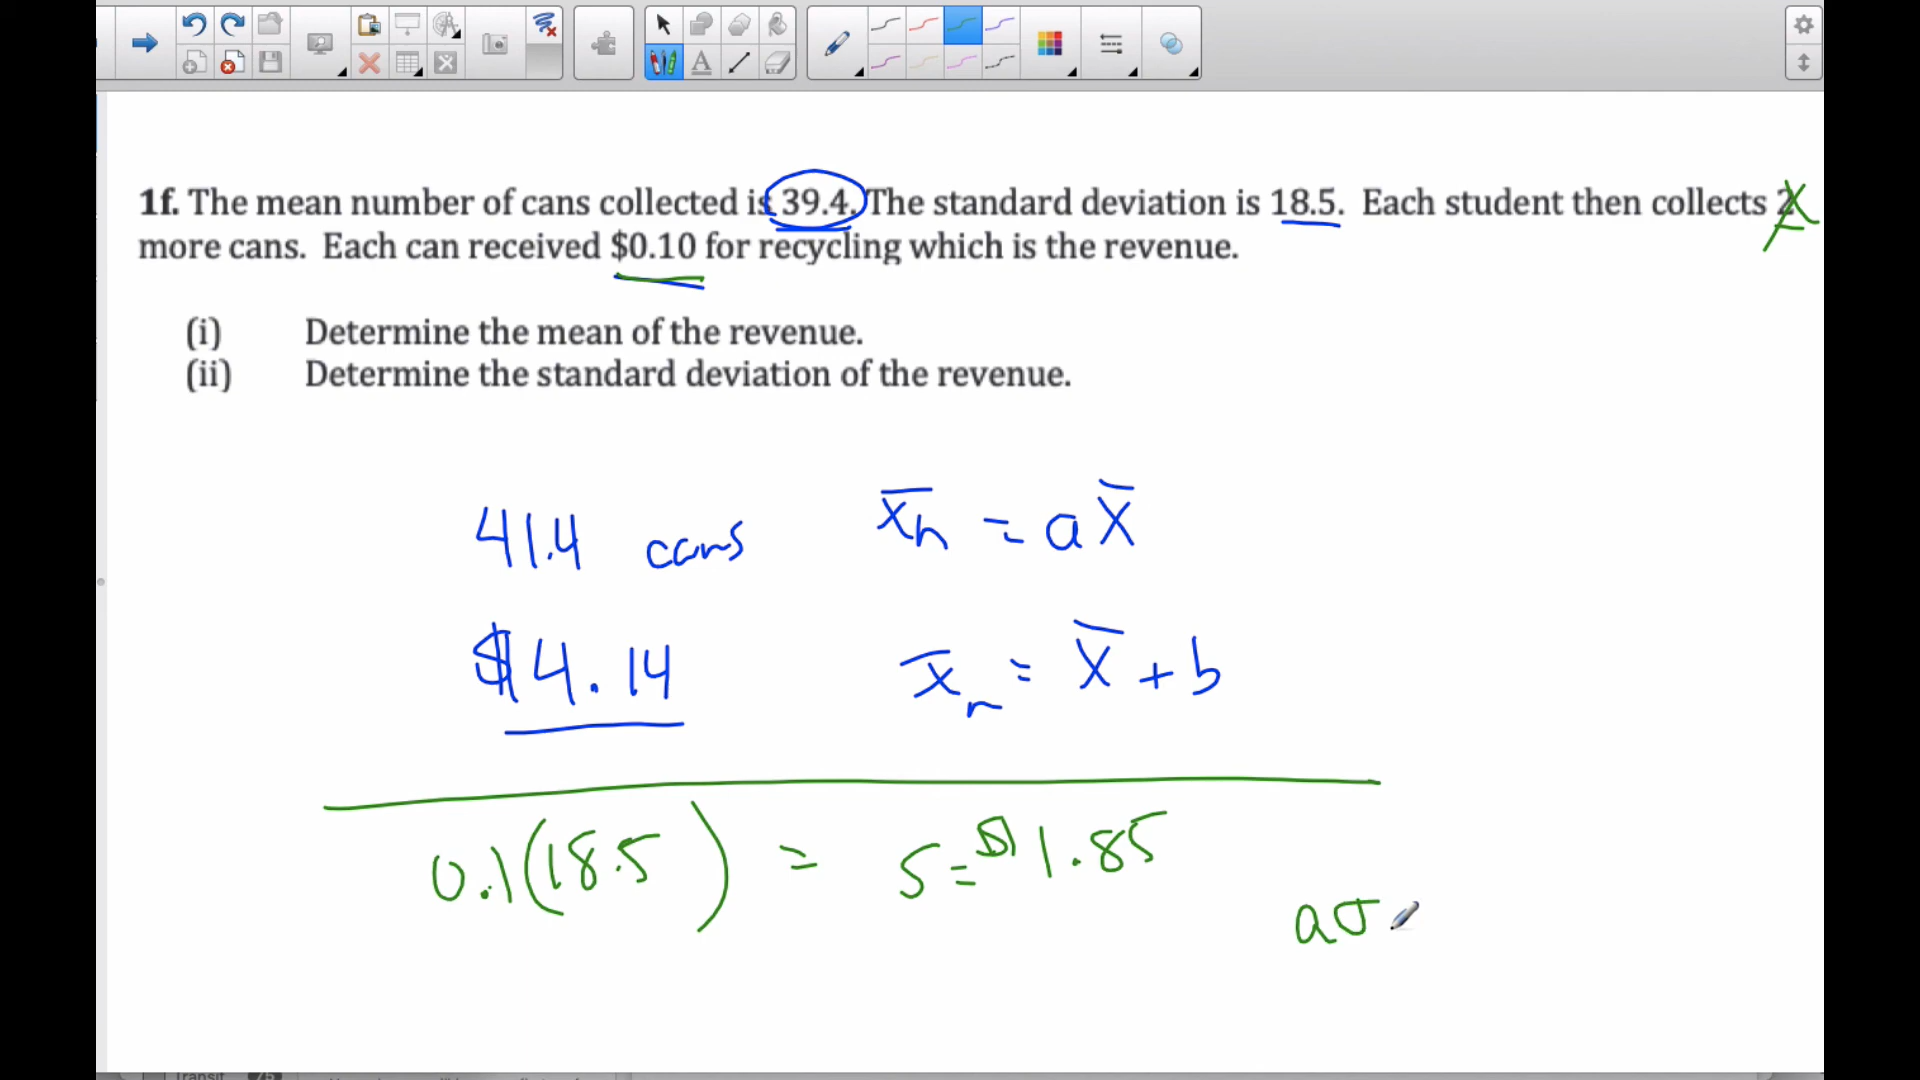 1f. The mean number of cans collected is 39.4. The standard deviation is 18.5. Each student then collects 2
more cans. Each can received $0.10 for recycling which is the revenue.
(i) Determine the mean of the revenue.
(ii) Determine the standard deviation of the revenue.
41.4 cans x̄n = ax̄
$4.14 x̄n = x̄ + b
0.1(18.5) = S = $1.85
aσ